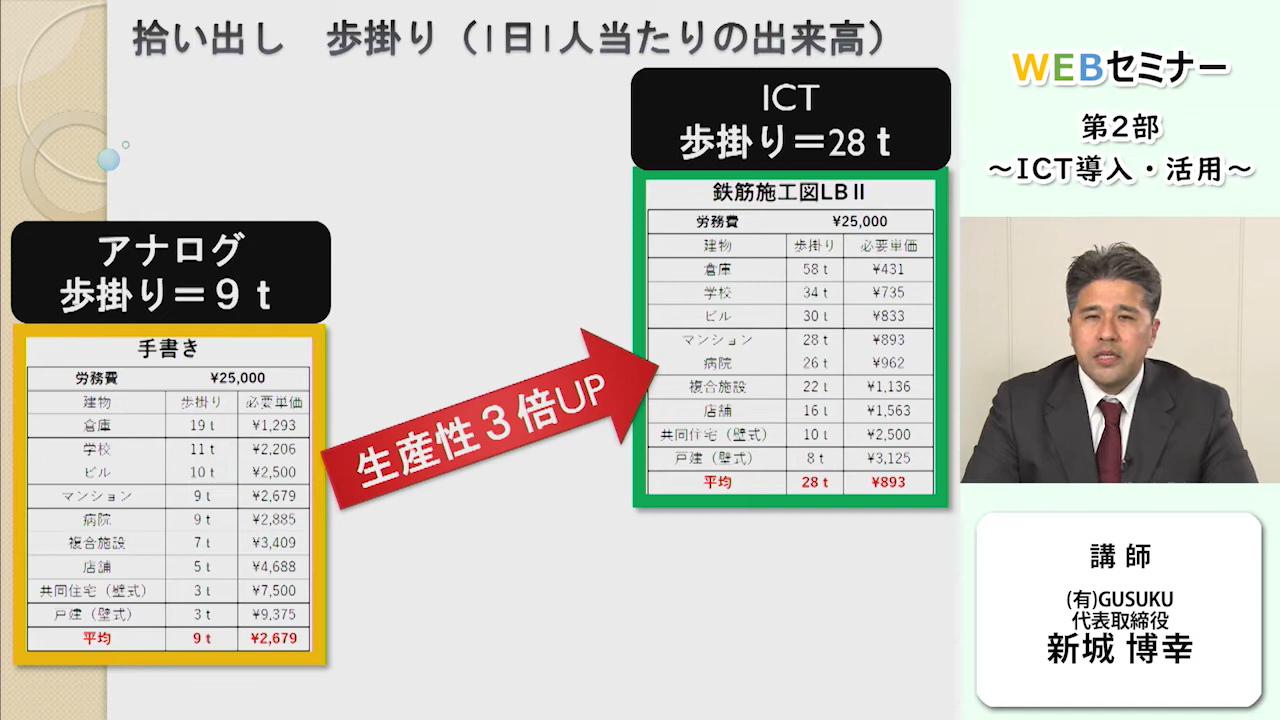 拾い出し　歩掛り（1日1人当たりの出来高）
アナログ
歩掛り＝９ｔ
手書き
労務費 ¥25,000
建物 歩掛り 必要単価
倉庫 19ｔ ¥1,293
学校 11ｔ ¥2,206
ビル 10ｔ ¥2,500
マンション 9ｔ ¥2,679
病院 9ｔ ¥2,885
複合施設 7ｔ ¥3,409
店舗 5ｔ ¥4,688
共同住宅（壁式） 3ｔ ¥7,500
戸建（壁式） 3ｔ ¥9,375
平均 9ｔ ¥2,679
生産性３倍UP
ICT
歩掛り＝28ｔ
鉄筋施工図LBⅡ
労務費 ¥25,000
建物 歩掛り 必要単価
倉庫 58ｔ ¥431
学校 34ｔ ¥735
ビル 30ｔ ¥833
マンション 28ｔ ¥893
病院 26ｔ ¥962
複合施設 22ｔ ¥1,136
店舗 16ｔ ¥1,563
共同住宅（壁式） 10ｔ ¥2,500
戸建（壁式） 8ｔ ¥3,125
平均 28ｔ ¥893
WEBセミナー
第2部
～ICT導入・活用～
講師
(有)GUSUKU
代表取締役
新城 博幸